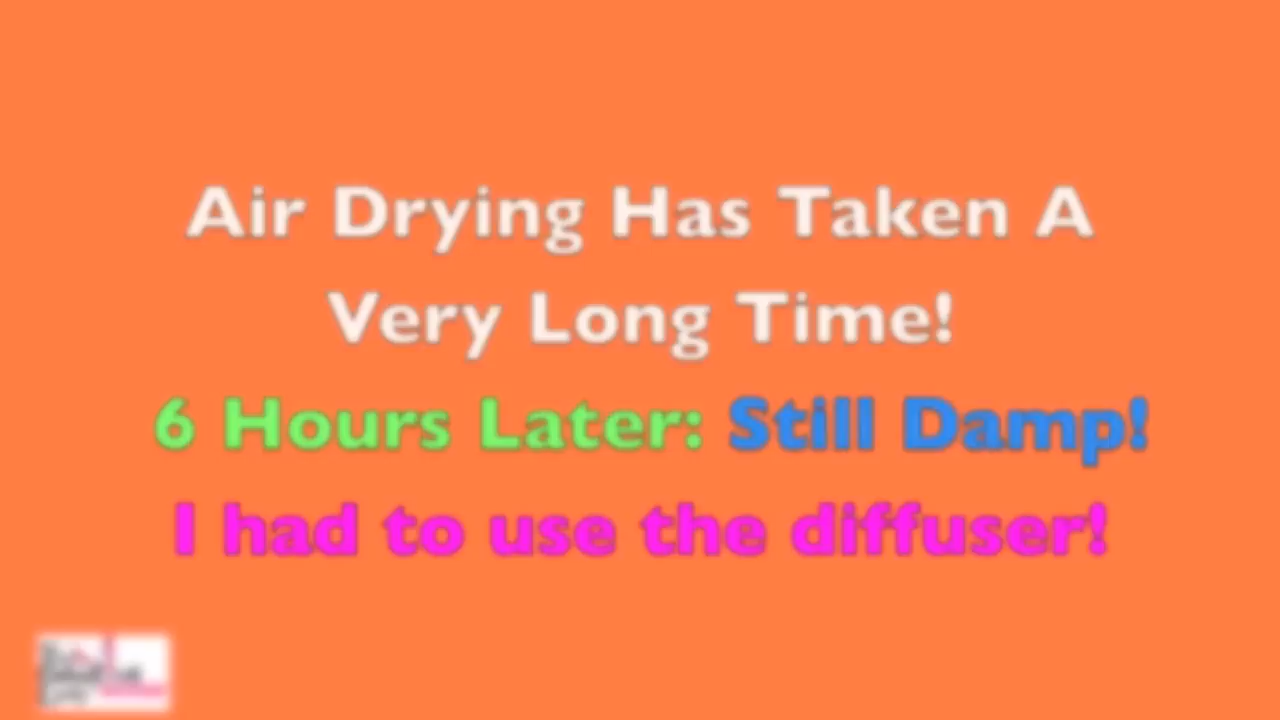 Air Drying Has Taken A
Very Long Time!
6 Hours Later: Still Damp!
I had to use the diffuser!